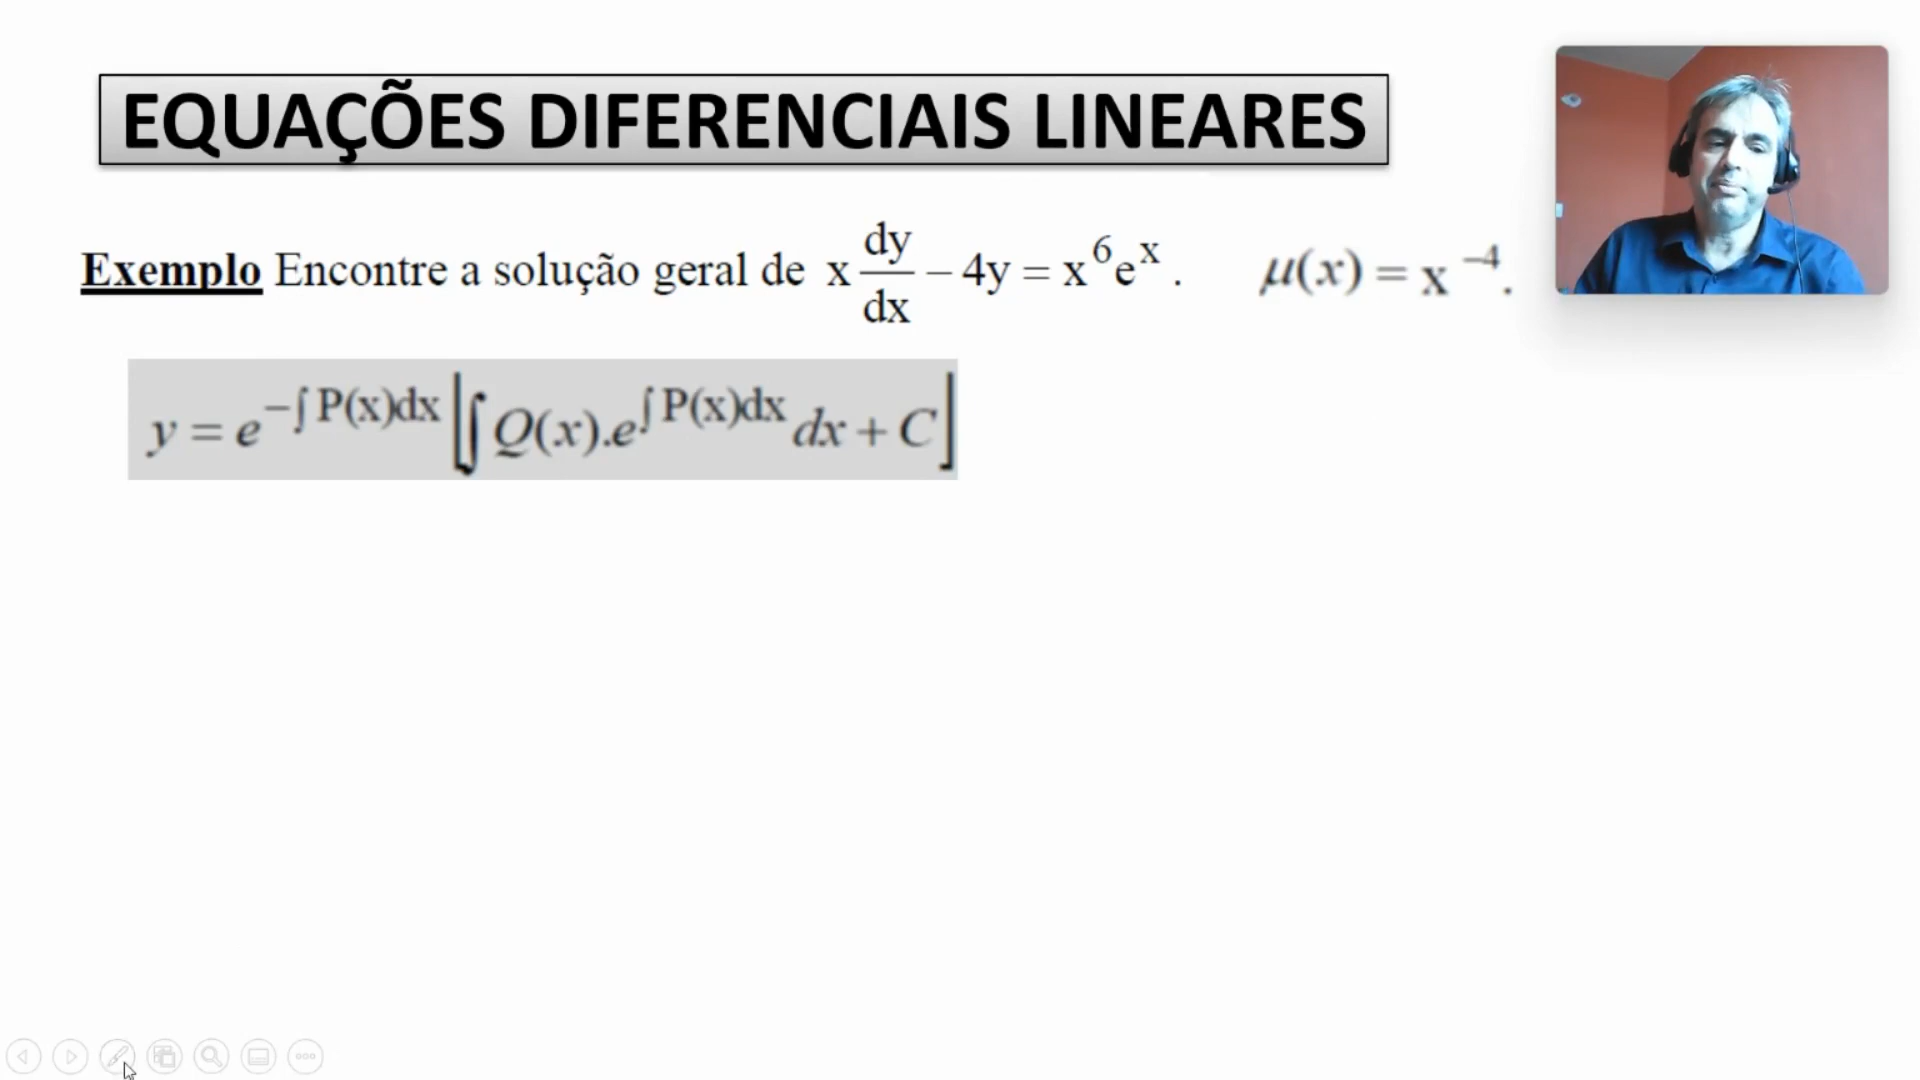 EQUAÇÕES DIFERENCIAIS LINEARES
Exemplo Encontre a solução geral de x dy/dx – 4y = x⁶eˣ. μ(x) = x⁻⁴.
y = e^(–∫P(x)dx) [∫Q(x).e^(∫P(x)dx) dx + C]